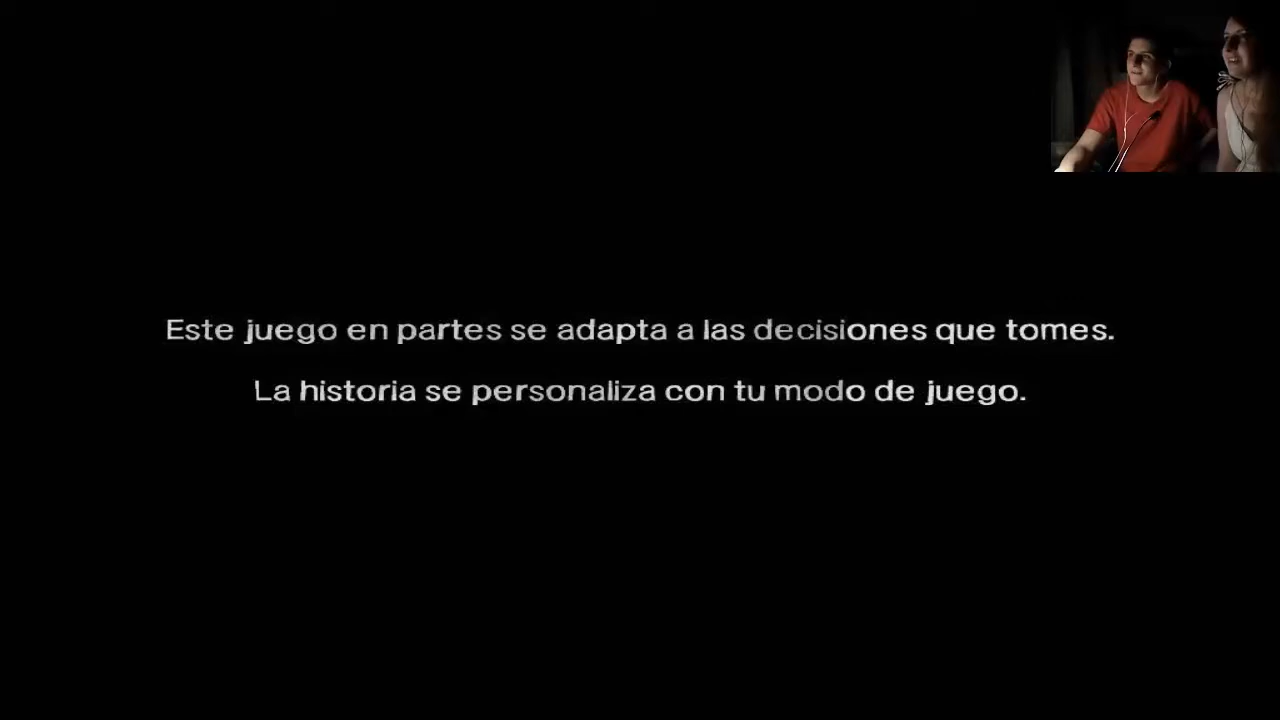 Este juego en partes se adapta a las decisiones que tomes.
La historia se personaliza con tu modo de juego.